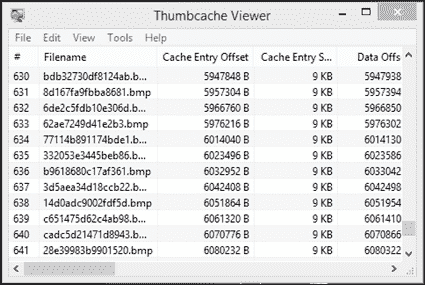 Thumbcache Viewer
File Edit View Tools Help
# Filename Cache Entry Offset Cache Entry S... Data Offs
630 bdb32730df8124ab.b... 5947848 B 9 KB 5947938
631 8d167fa9fbba8681.bmp 5957304 B 9 KB 5957394
632 6de2c5fdb10e306d.b... 5966760 B 9 KB 5966850
633 62ae7249d41e2b3.bmp 5976216 B 9 KB 5976302
634 77114b891174bde1.b... 6014040 B 9 KB 6014130
635 332053e3445beb86.b... 6023496 B 9 KB 6023586
636 b9618680c17af361.bmp 6032952 B 9 KB 6033042
637 3d5aea34d18ccb22.b... 6042408 B 9 KB 6042498
638 14d0adc9002fdf5d.bmp 6051864 B 9 KB 6051954
639 c651475d62c4ab98.b... 6061320 B 9 KB 6061410
640 cadc5d21471d8943.b... 6070776 B 9 KB 6070866
641 28e39983b9901520.bmp 6080232 B 9 KB 6080322